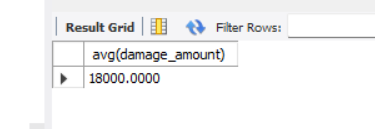 Result Grid Filter Rows:
avg(damage_amount)
18000.0000